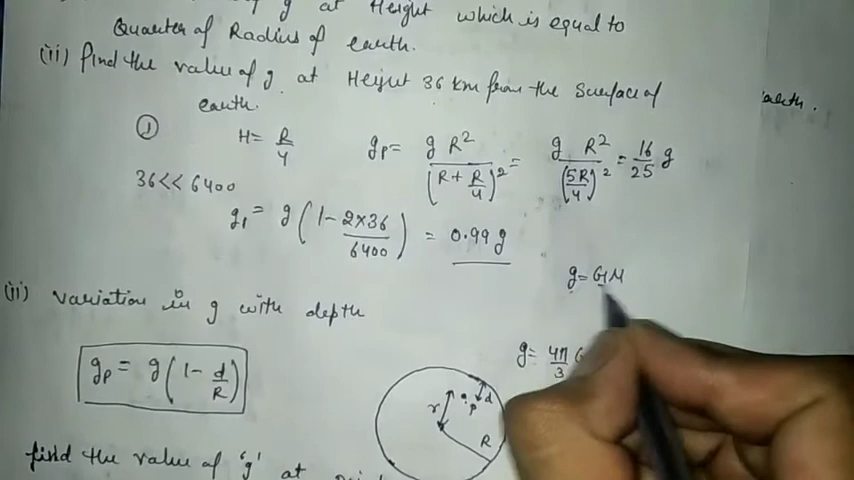 g at Height which is equal to
Quarter of Radius of earth.
(ii) find the value of g at Height 36 km from the surface of
earth.
① H = R/4 gp = g R² / (R + R/4)² = g R² / (5R/4)² = 16/25 g
36 << 6400
g₁ = g (1 - 2×36/6400) = 0.99 g
g = GM
(ii) variation in g with depth
g = 4π/3 G
gp = g (1 - d/R)
r p d
R
find the value of 'g' at